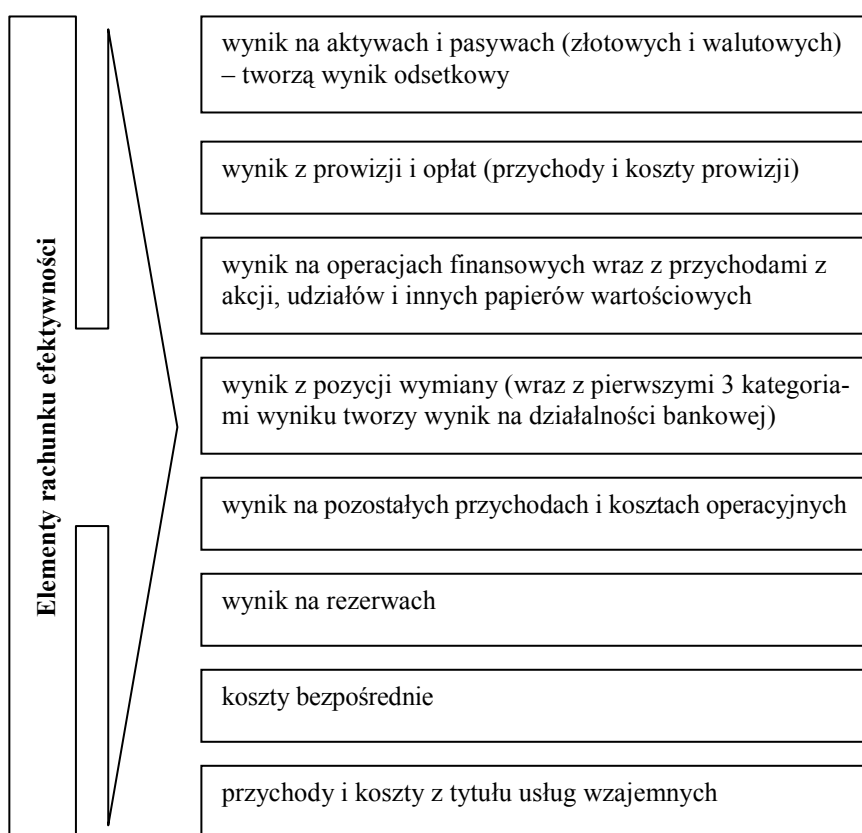 Elementy rachunku efektywności
wynik na aktywach i pasywach (złotowych i walutowych)
– tworzą wynik odsetkowy
wynik z prowizji i opłat (przychody i koszty prowizji)
wynik na operacjach finansowych wraz z przychodami z
akcji, udziałów i innych papierów wartościowych
wynik z pozycji wymiany (wraz z pierwszymi 3 kategoria-
mi wyniku tworzy wynik na działalności bankowej)
wynik na pozostałych przychodach i kosztach operacyjnych
wynik na rezerwach
koszty bezpośrednie
przychody i koszty z tytułu usług wzajemnych